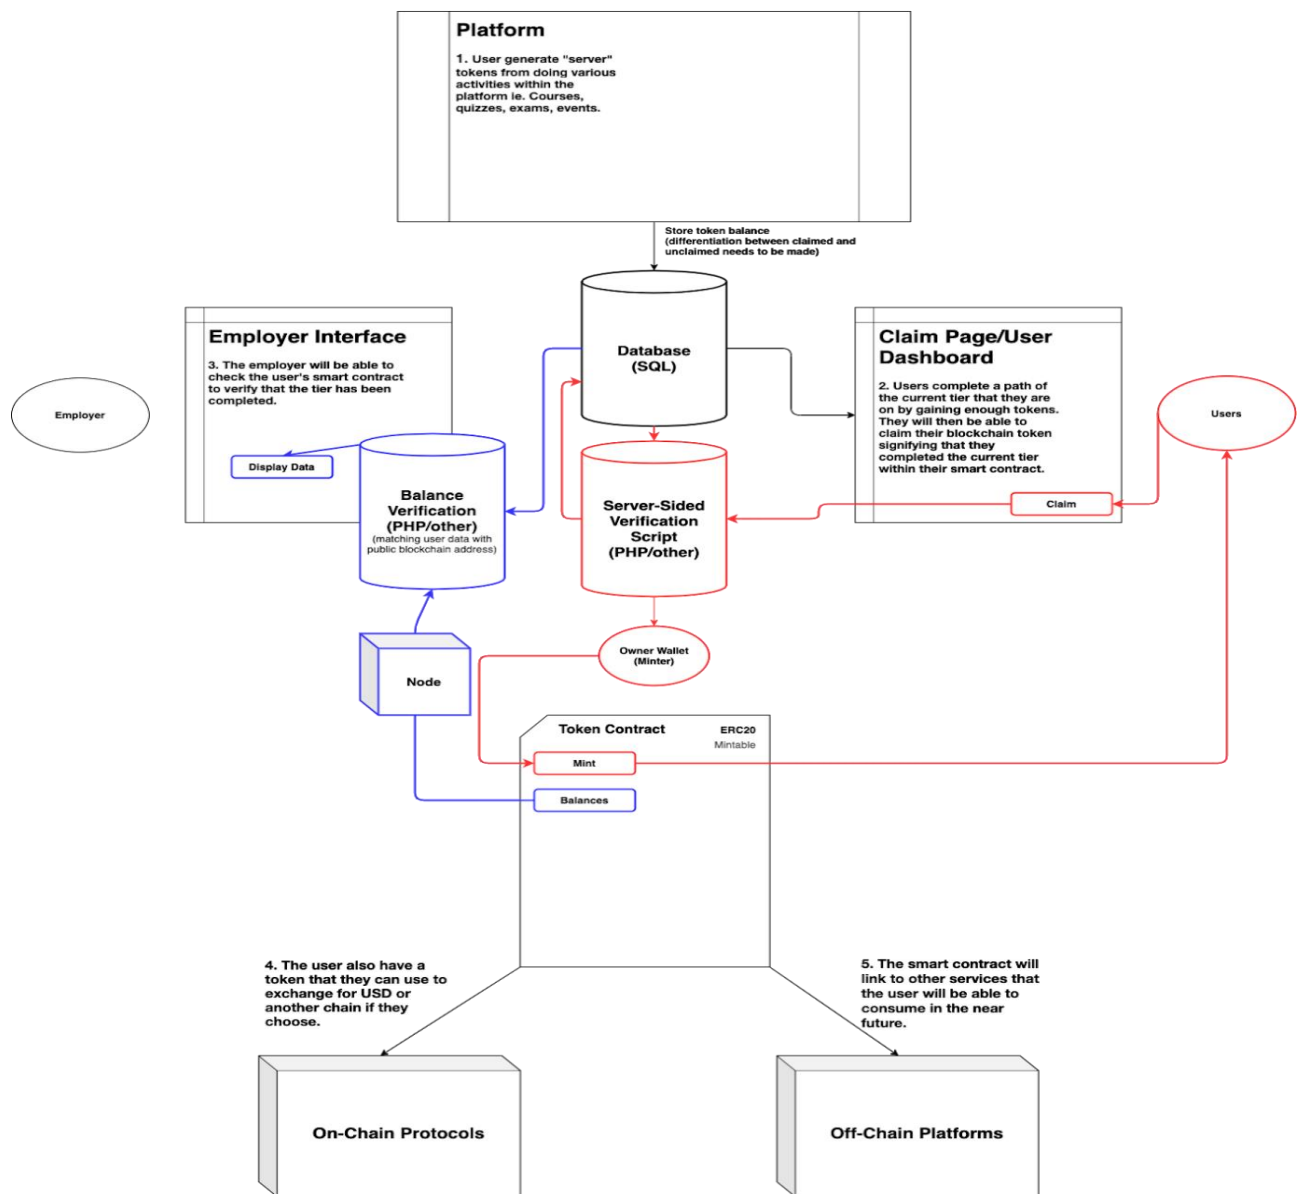 Platform
1. User generate "server"
tokens from doing various
activities within the
platform ie. Courses,
quizzes, exams, events.
Store token balance
(differentiation between claimed and
unclaimed needs to be made)
Database
(SQL)
Employer Interface
3. The employer will be able to
check the user's smart contract
to verify that the tier has been
completed.
Employer
Display Data
Balance
Verification
(PHP/other)
(matching user data with
public blockchain address)
Server-Sided
Verification
Script
(PHP/other)
Claim Page/User
Dashboard
2. Users complete a path of
the current tier that they are
on by gaining enough tokens.
They will then be able to
claim their blockchain token
signifying that they
completed the current tier
within their smart contract.
Claim
Users
Owner Wallet
(Minter)
Node
Token Contract
ERC20
Mintable
Mint
Balances
4. The user also have a
token that they can use to
exchange for USD or
another chain if they
choose.
5. The smart contract will
link to other services that
the user will be able to
consume in the near
future.
On-Chain Protocols
Off-Chain Platforms